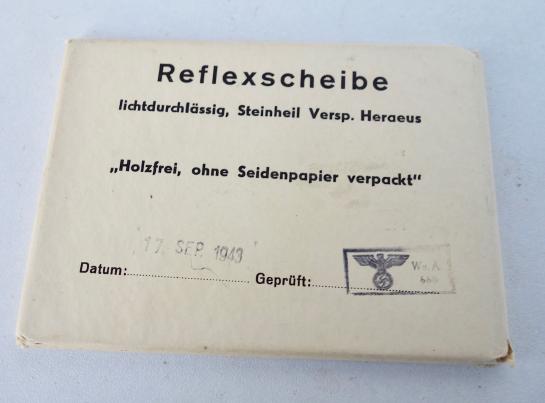 Reflexscheibe
lichtdurchlässig, Steinheil Versp. Heraeus
„Holzfrei, ohne Seidenpapier verpackt"
17. SEP. 1943
Datum: Geprüft: